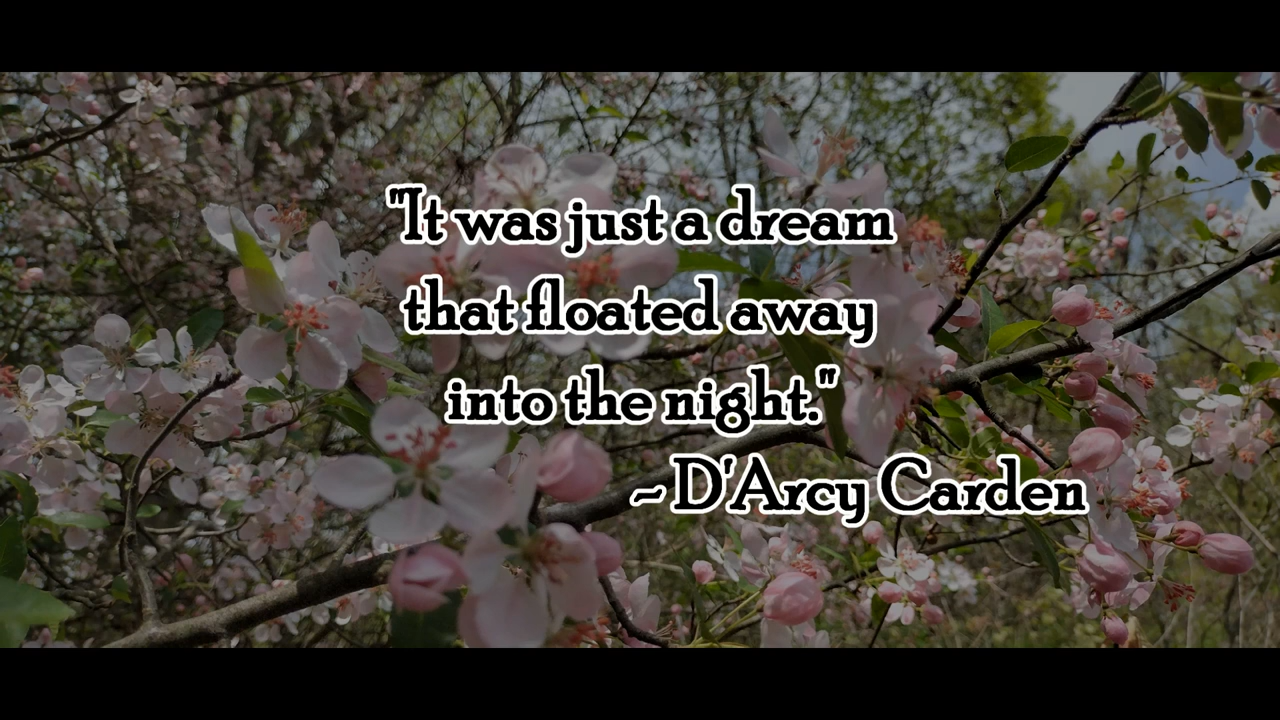 "It was just a dream
that floated away
into the night."
~ D'Arcy Carden